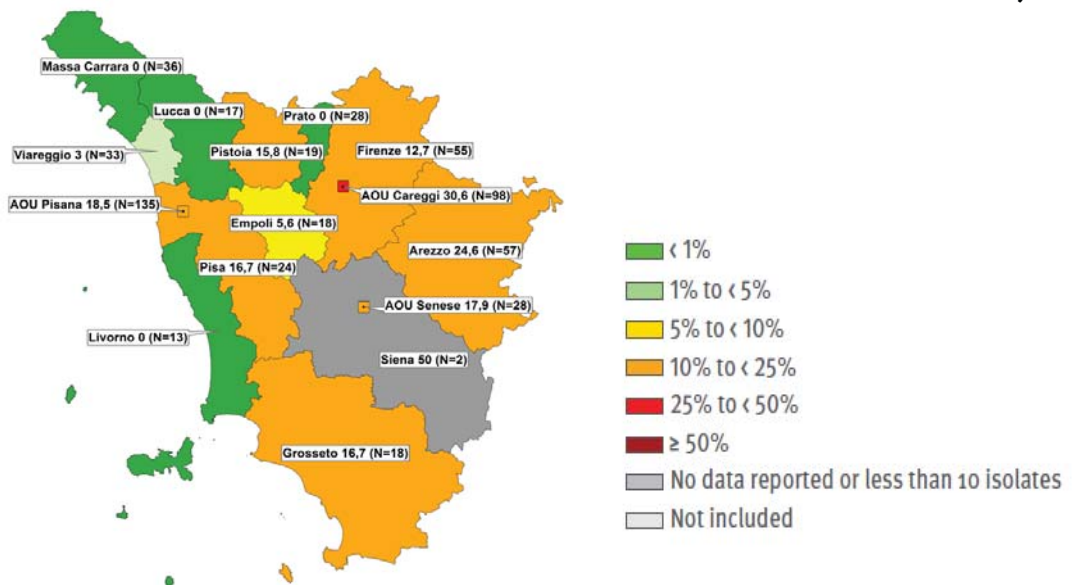 Massa Carrara 0 (N=36)
Lucca 0 (N=17)
Prato 0 (N=28)
Viareggio 3 (N=33)
Pistoia 15,8 (N=19)
Firenze 12,7 (N=55)
AOU Careggi 30,6 (N=98)
AOU Pisana 18,5 (N=135)
Empoli 5,6 (N=18)
Arezzo 24,6 (N=57)
Pisa 16,7 (N=24)
AOU Senese 17,9 (N=28)
Livorno 0 (N=13)
Siena 50 (N=2)
Grosseto 16,7 (N=18)
< 1%
1% to < 5%
5% to < 10%
10% to < 25%
25% to < 50%
≥ 50%
No data reported or less than 10 isolates
Not included